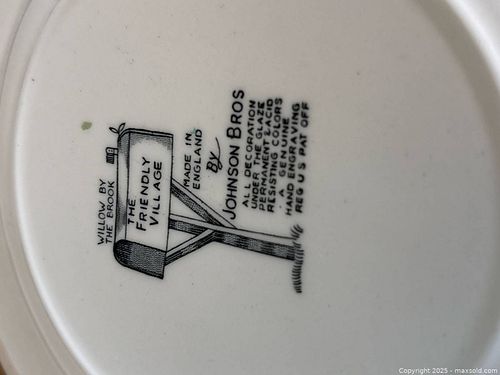 WILLOW BY
THE BROOK
THE
FRIENDLY
VILLAGE
MADE IN
ENGLAND
BY
JOHNSON BROS
ALL DECORATION
UNDER THE GLAZE
PERMANENT & ACID
RESISTING COLORS
A GENUINE
HAND ENGRAVING
REG U S PAT OFF
Copyright 2025 - maxsold.com